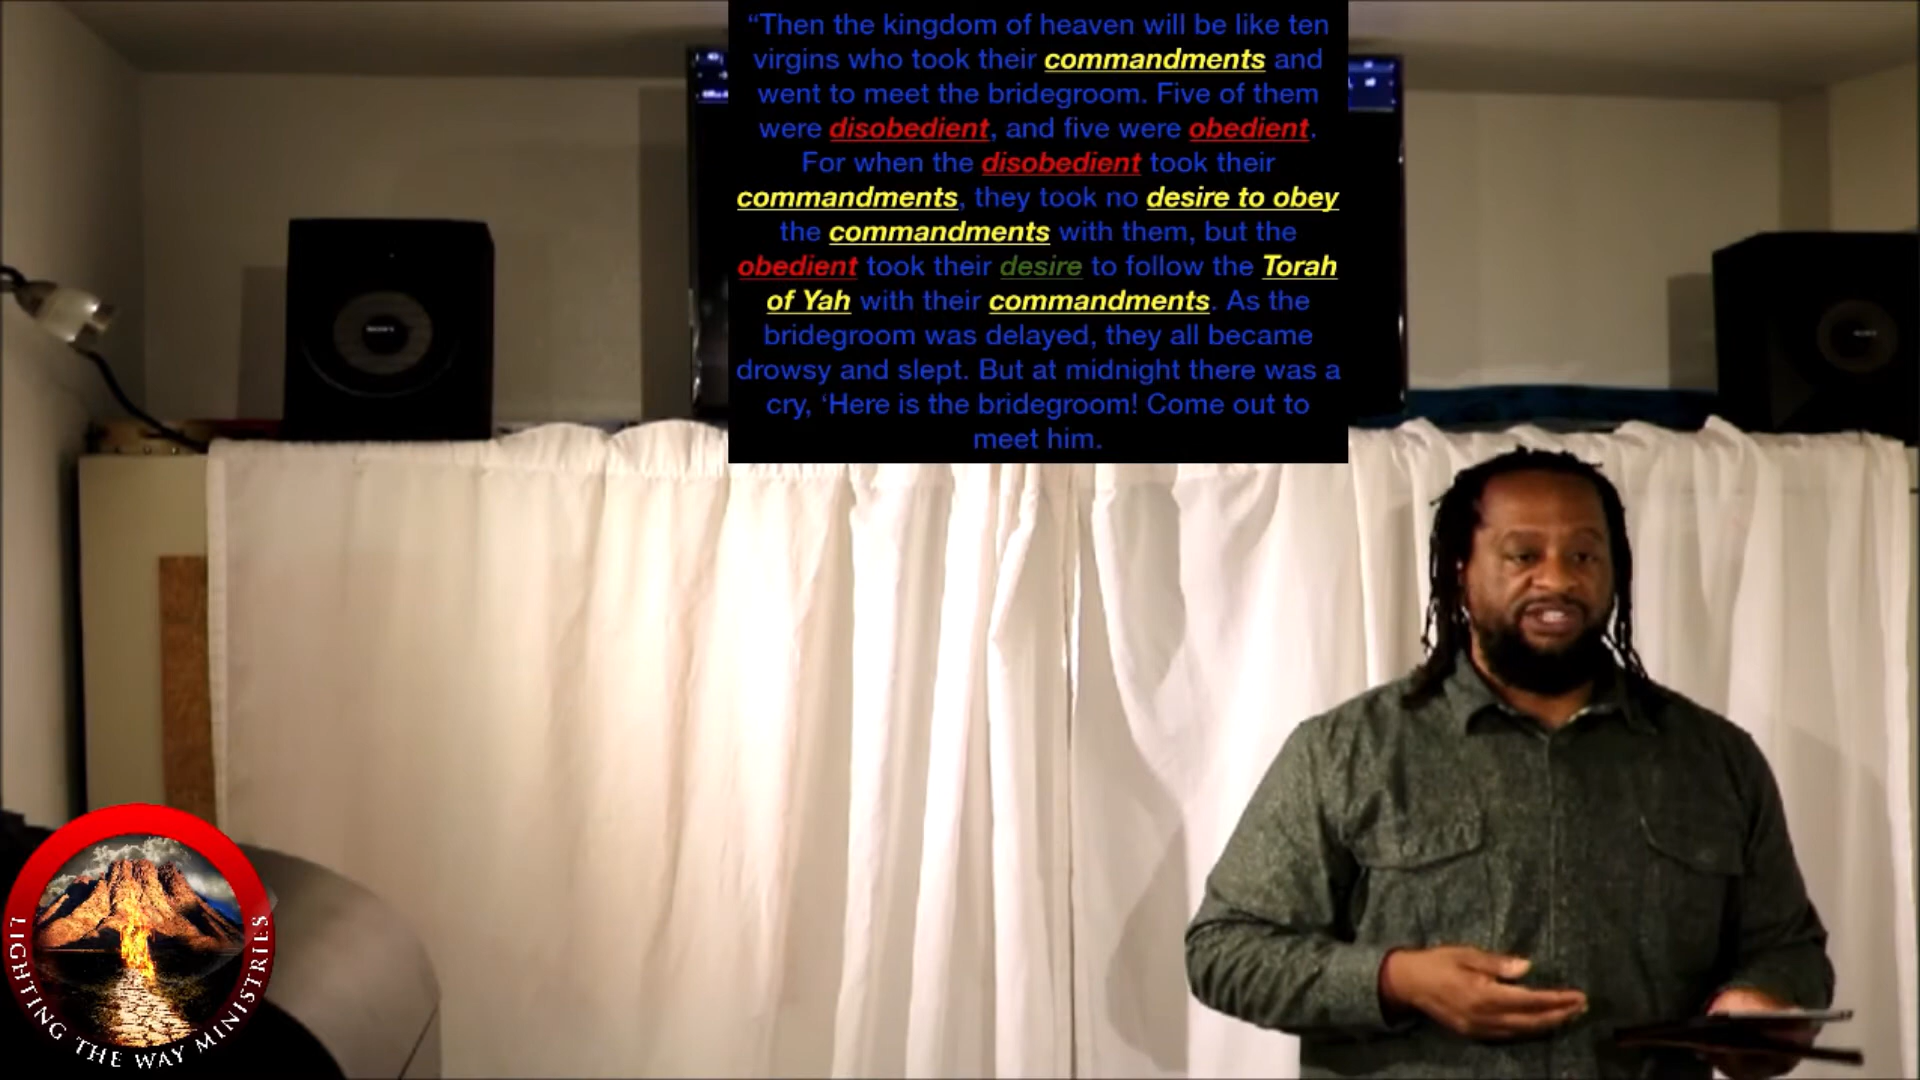 “Then the kingdom of heaven will be like ten
virgins who took their commandments and
went to meet the bridegroom. Five of them
were disobedient, and five were obedient.
For when the disobedient took their
commandments, they took no desire to obey
the commandments with them, but the
obedient took their desire to follow the Torah
of Yah with their commandments. As the
bridegroom was delayed, they all became
drowsy and slept. But at midnight there was a
cry, ‘Here is the bridegroom! Come out to
meet him.
SONY
LIGHTING THE WAY MINISTRIES